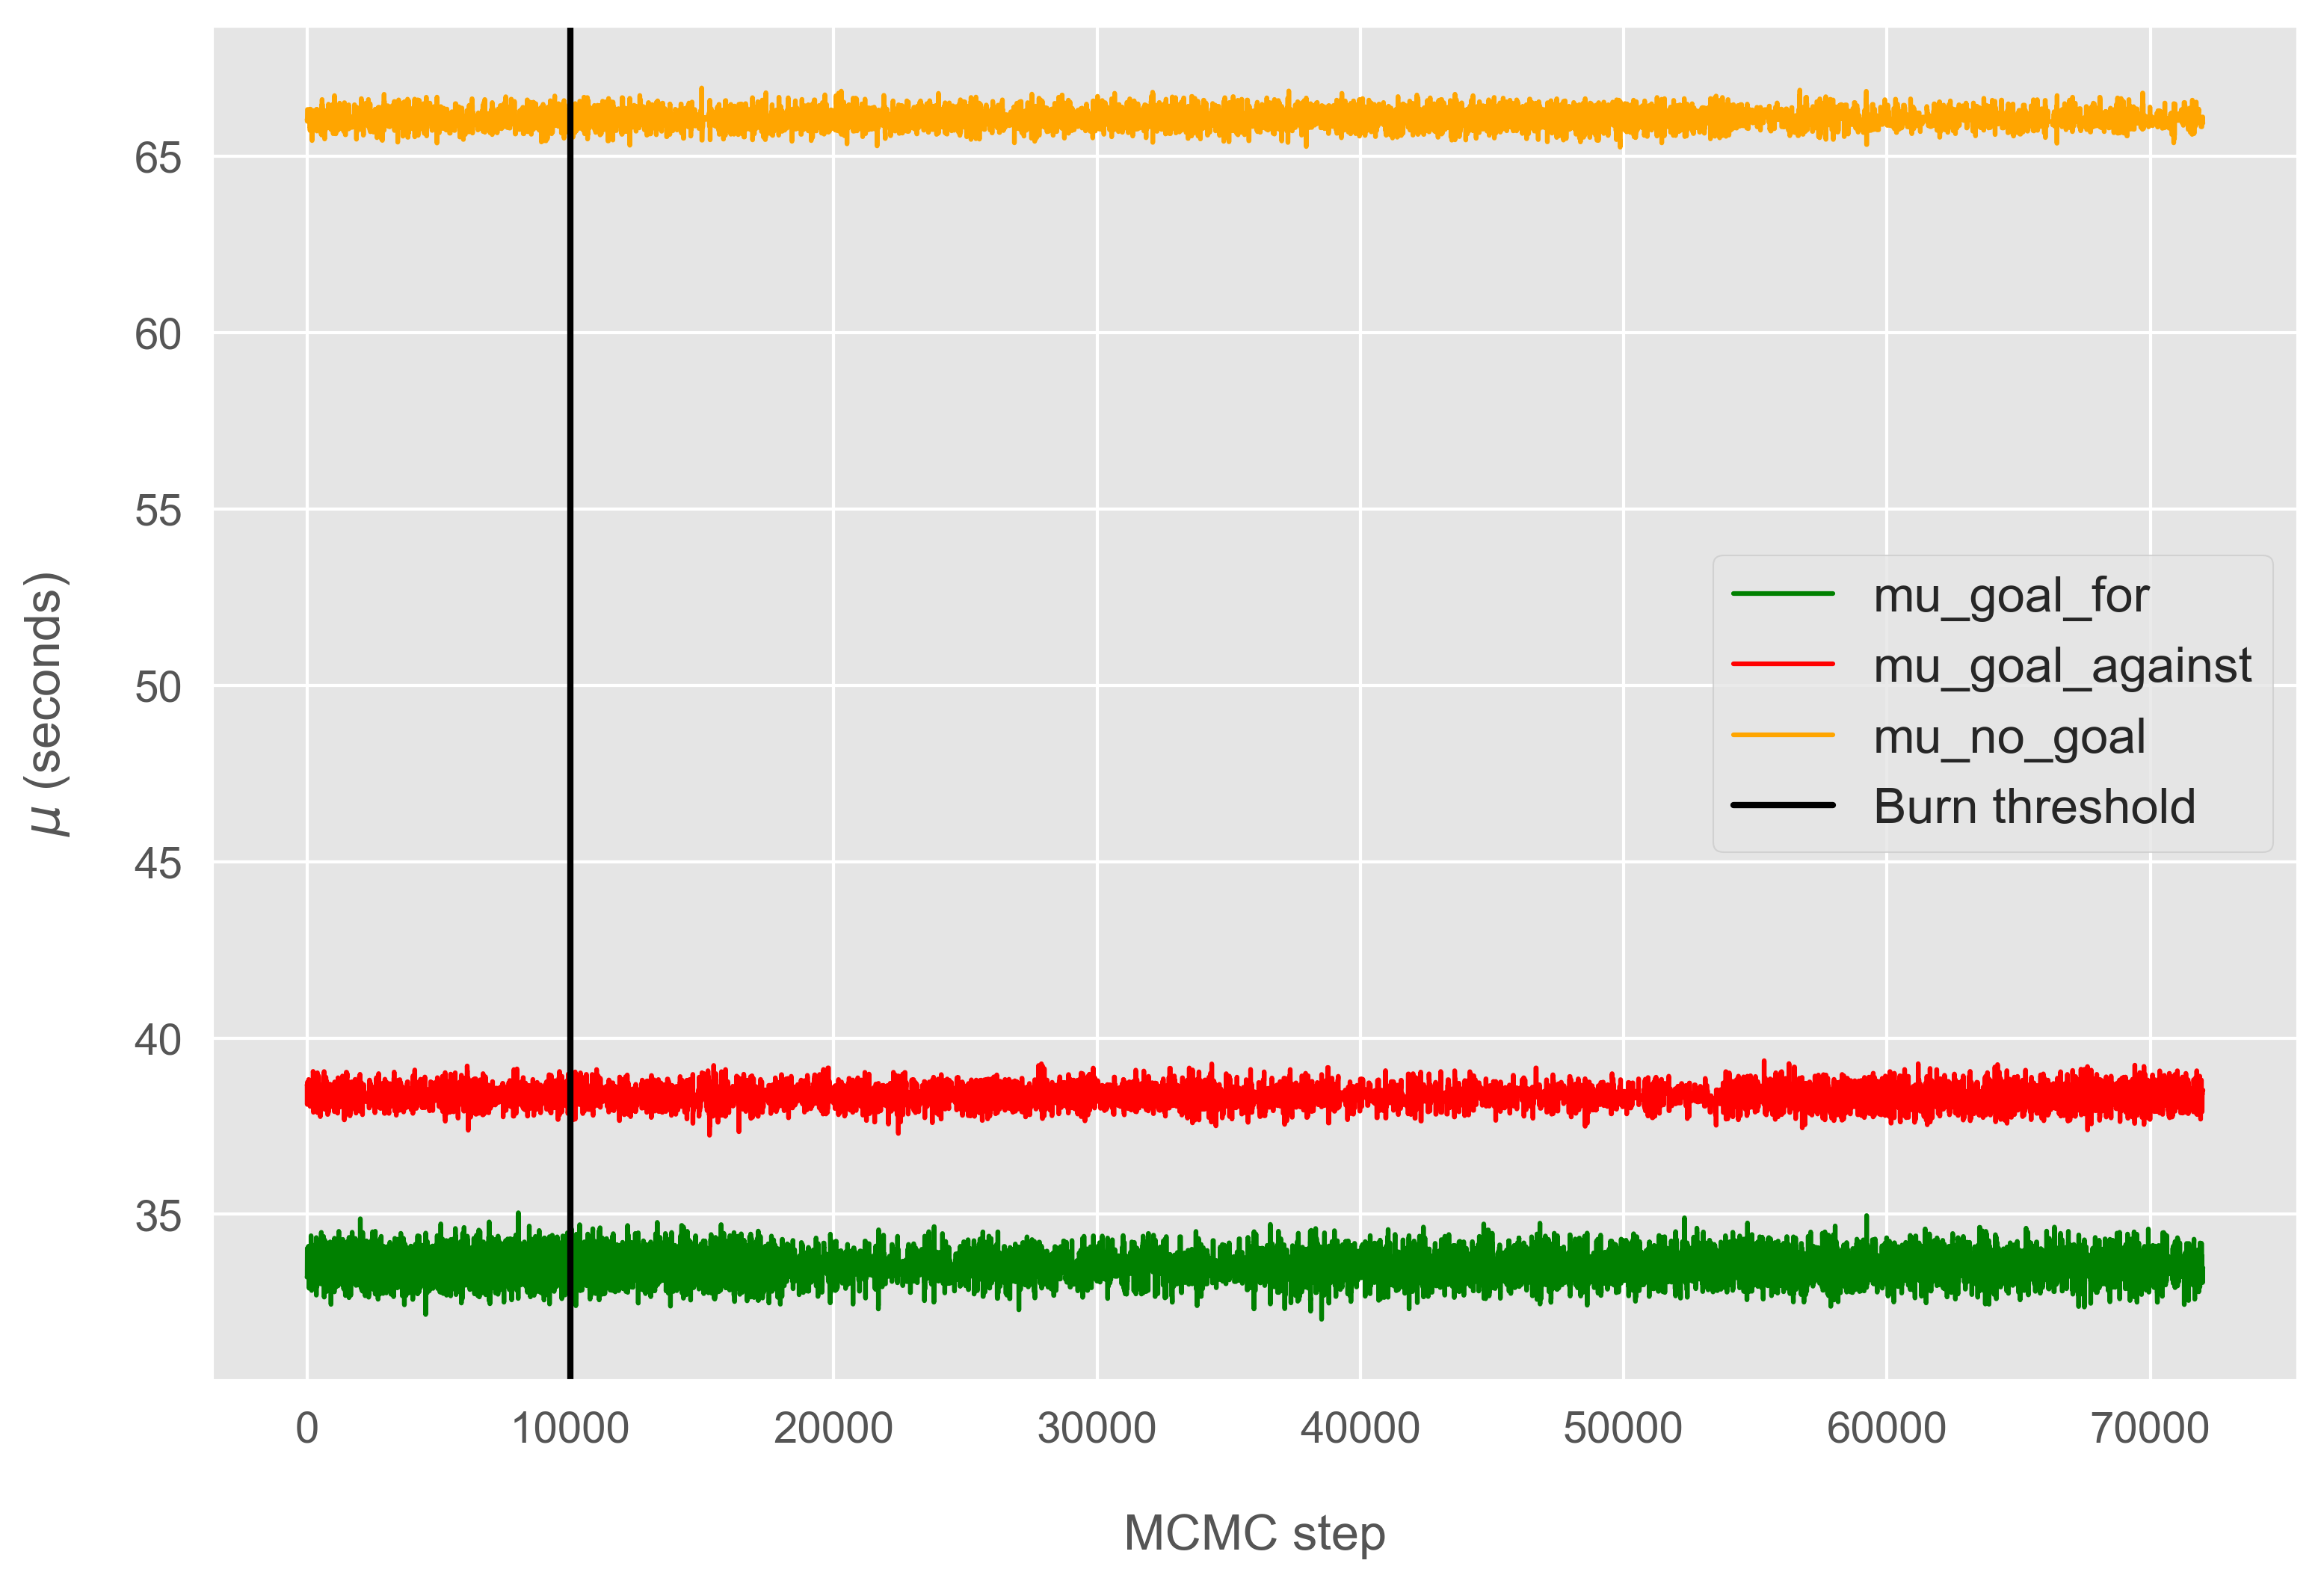 μ (seconds)
65
60
55
50
45
40
35
mu_goal_for
mu_goal_against
mu_no_goal
Burn threshold
0 10000 20000 30000 40000 50000 60000 70000
MCMC step